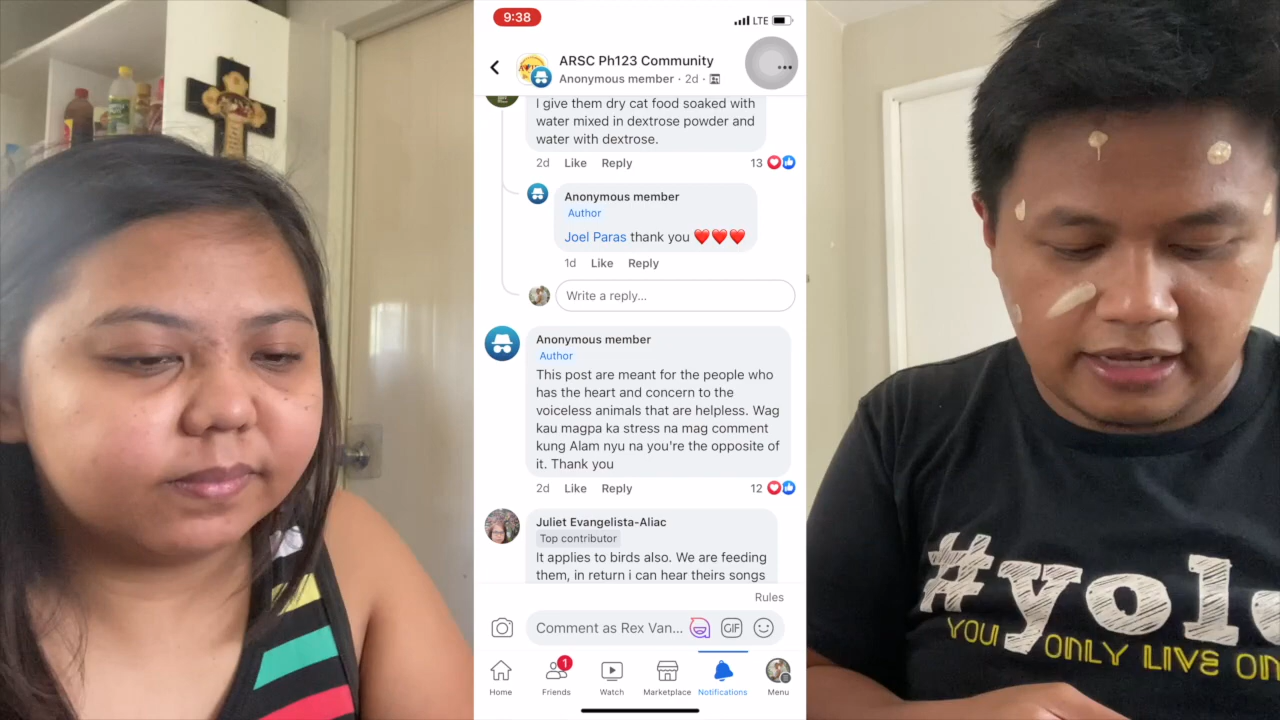 9:38
LTE
ARSC Ph123 Community
Anonymous member · 2d ·
I give them dry cat food soaked with
water mixed in dextrose powder and
water with dextrose.
2d Like Reply 13
Anonymous member
Author
Joel Paras thank you ❤️❤️❤️
1d Like Reply
Write a reply...
Anonymous member
Author
This post are meant for the people who
has the heart and concern to the
voiceless animals that are helpless. Wag
kau magpa ka stress na mag comment
kung Alam nyu na you're the opposite of
it. Thank you
2d Like Reply 12
Juliet Evangelista-Aliac
Top contributor
It applies to birds also. We are feeding
them, in return i can hear theirs songs
Rules
Comment as Rex Van...
GIF
1
Home Friends Watch Marketplace Notifications Menu
#yolo
YOU ONLY LIVE ON